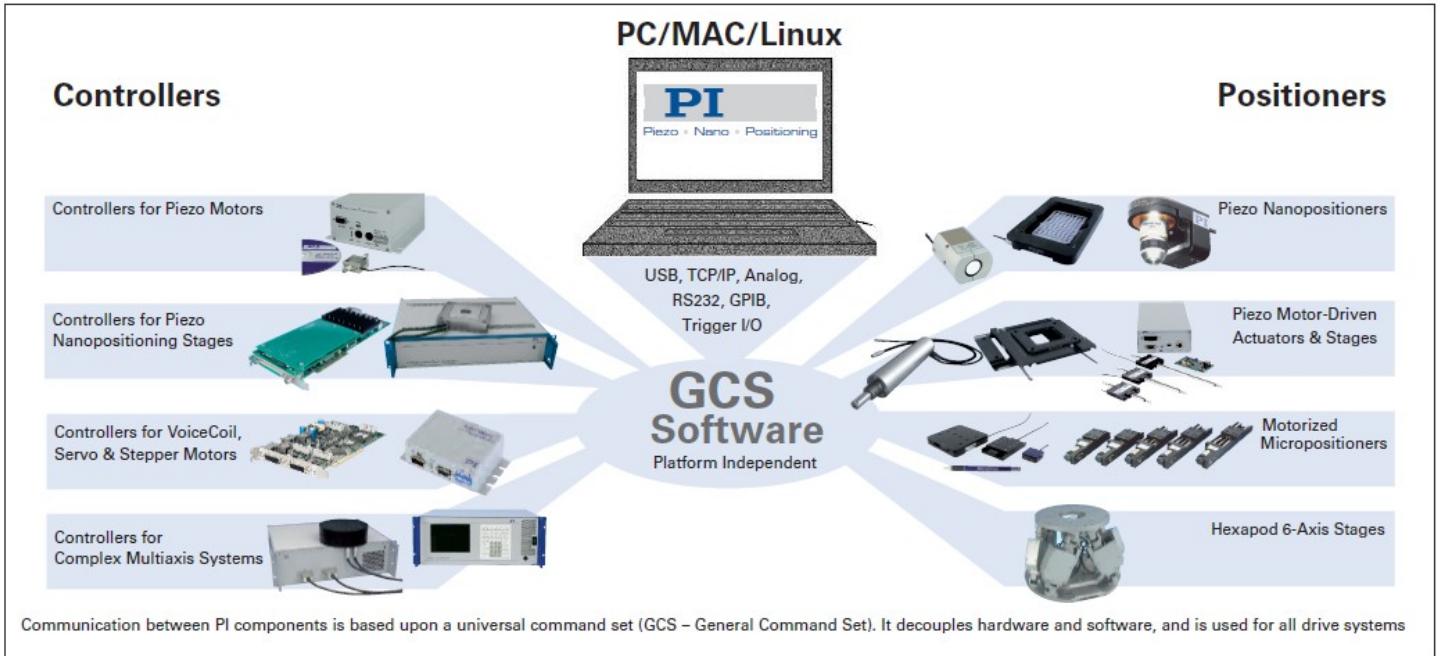 PC/MAC/Linux
Controllers
Positioners
PI
Piezo Nano Positioning
Controllers for Piezo Motors
Piezo Nanopositioners
USB, TCP/IP, Analog,
RS232, GPIB,
Trigger I/O
Controllers for Piezo
Nanopositioning Stages
Piezo Motor-Driven
Actuators & Stages
GCS
Software
Platform Independent
Controllers for VoiceCoil,
Servo & Stepper Motors
Motorized
Micropositioners
Controllers for
Complex Multiaxis Systems
Hexapod 6-Axis Stages
Communication between PI components is based upon a universal command set (GCS – General Command Set). It decouples hardware and software, and is used for all drive systems